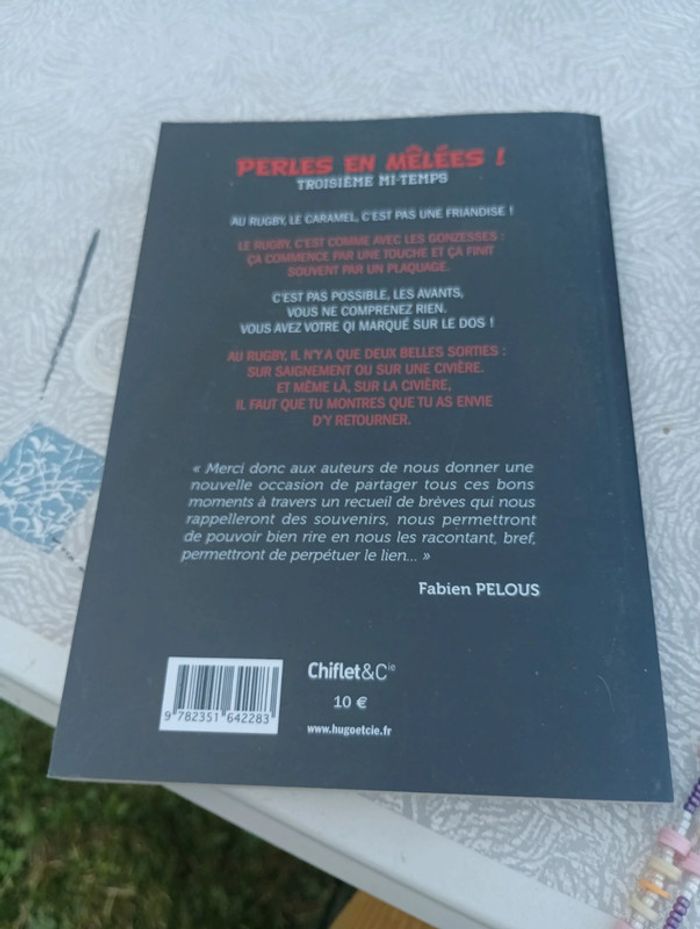 PERLES EN MÊLÉES !
TROISIÈME MI-TEMPS
AU RUGBY, LE CARAMEL, C'EST PAS UNE FRIANDISE !
LE RUGBY, C'EST COMME AVEC LES GONZESSES :
ÇA COMMENCE PAR UNE TOUCHE ET ÇA FINIT
SOUVENT PAR UN PLAQUAGE.
C'EST PAS POSSIBLE, LES AVANTS,
VOUS NE COMPRENEZ RIEN.
VOUS AVEZ VOTRE QI MARQUÉ SUR LE DOS !
AU RUGBY, IL N'Y A QUE DEUX BELLES SORTIES :
SUR SAIGNEMENT OU SUR UNE CIVIÈRE.
ET MÊME LÀ, SUR LA CIVIÈRE,
IL FAUT QUE TU MONTRES QUE TU AS ENVIE
D'Y RETOURNER.
« Merci donc aux auteurs de nous donner une
nouvelle occasion de partager tous ces bons
moments à travers un recueil de brèves qui nous
rappelleront des souvenirs, nous permettront
de pouvoir bien rire en nous les racontant, bref,
permettront de perpétuer le lien... »
Fabien PELOUS
Chiflet&Cie
10 €
www.hugoetcie.fr
9 782351 642283